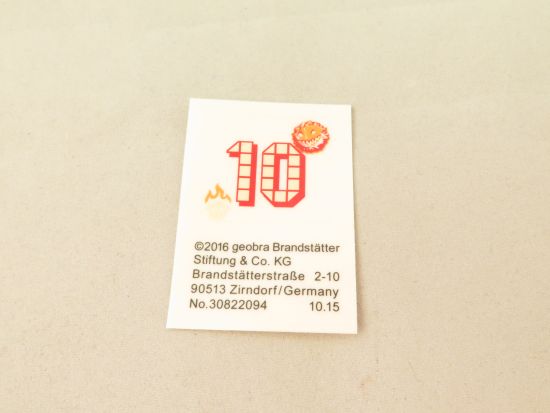 10
©2016 geobra Brandstätter
Stiftung & Co. KG
Brandstätterstraße 2-10
90513 Zirndorf/Germany
No.30822094 10.15